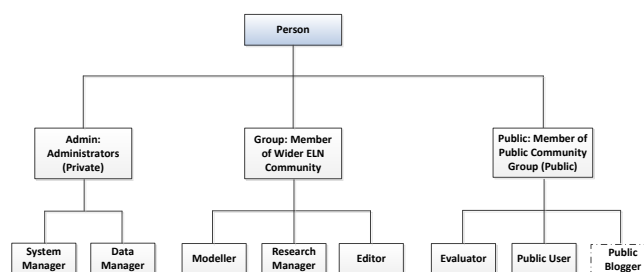 Person
Admin:
Administrators
(Private)
Group: Member
of Wider ELN
Community
Public: Member of
Public Community
Group (Public)
System
Manager
Data
Manager
Modeller
Research
Manager
Editor
Evaluator
Public User
Public
Blogger